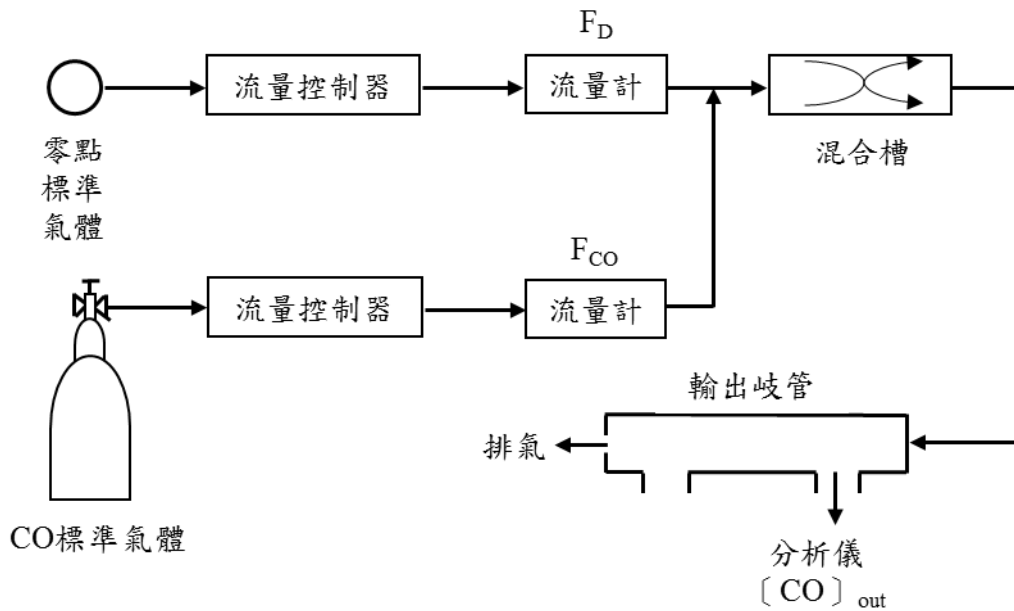 F_D
流量控制器
流量計
零點
標準
氣體
混合槽
F_CO
流量控制器
流量計
輸出岐管
排氣
CO標準氣體
分析儀
〔CO〕_out